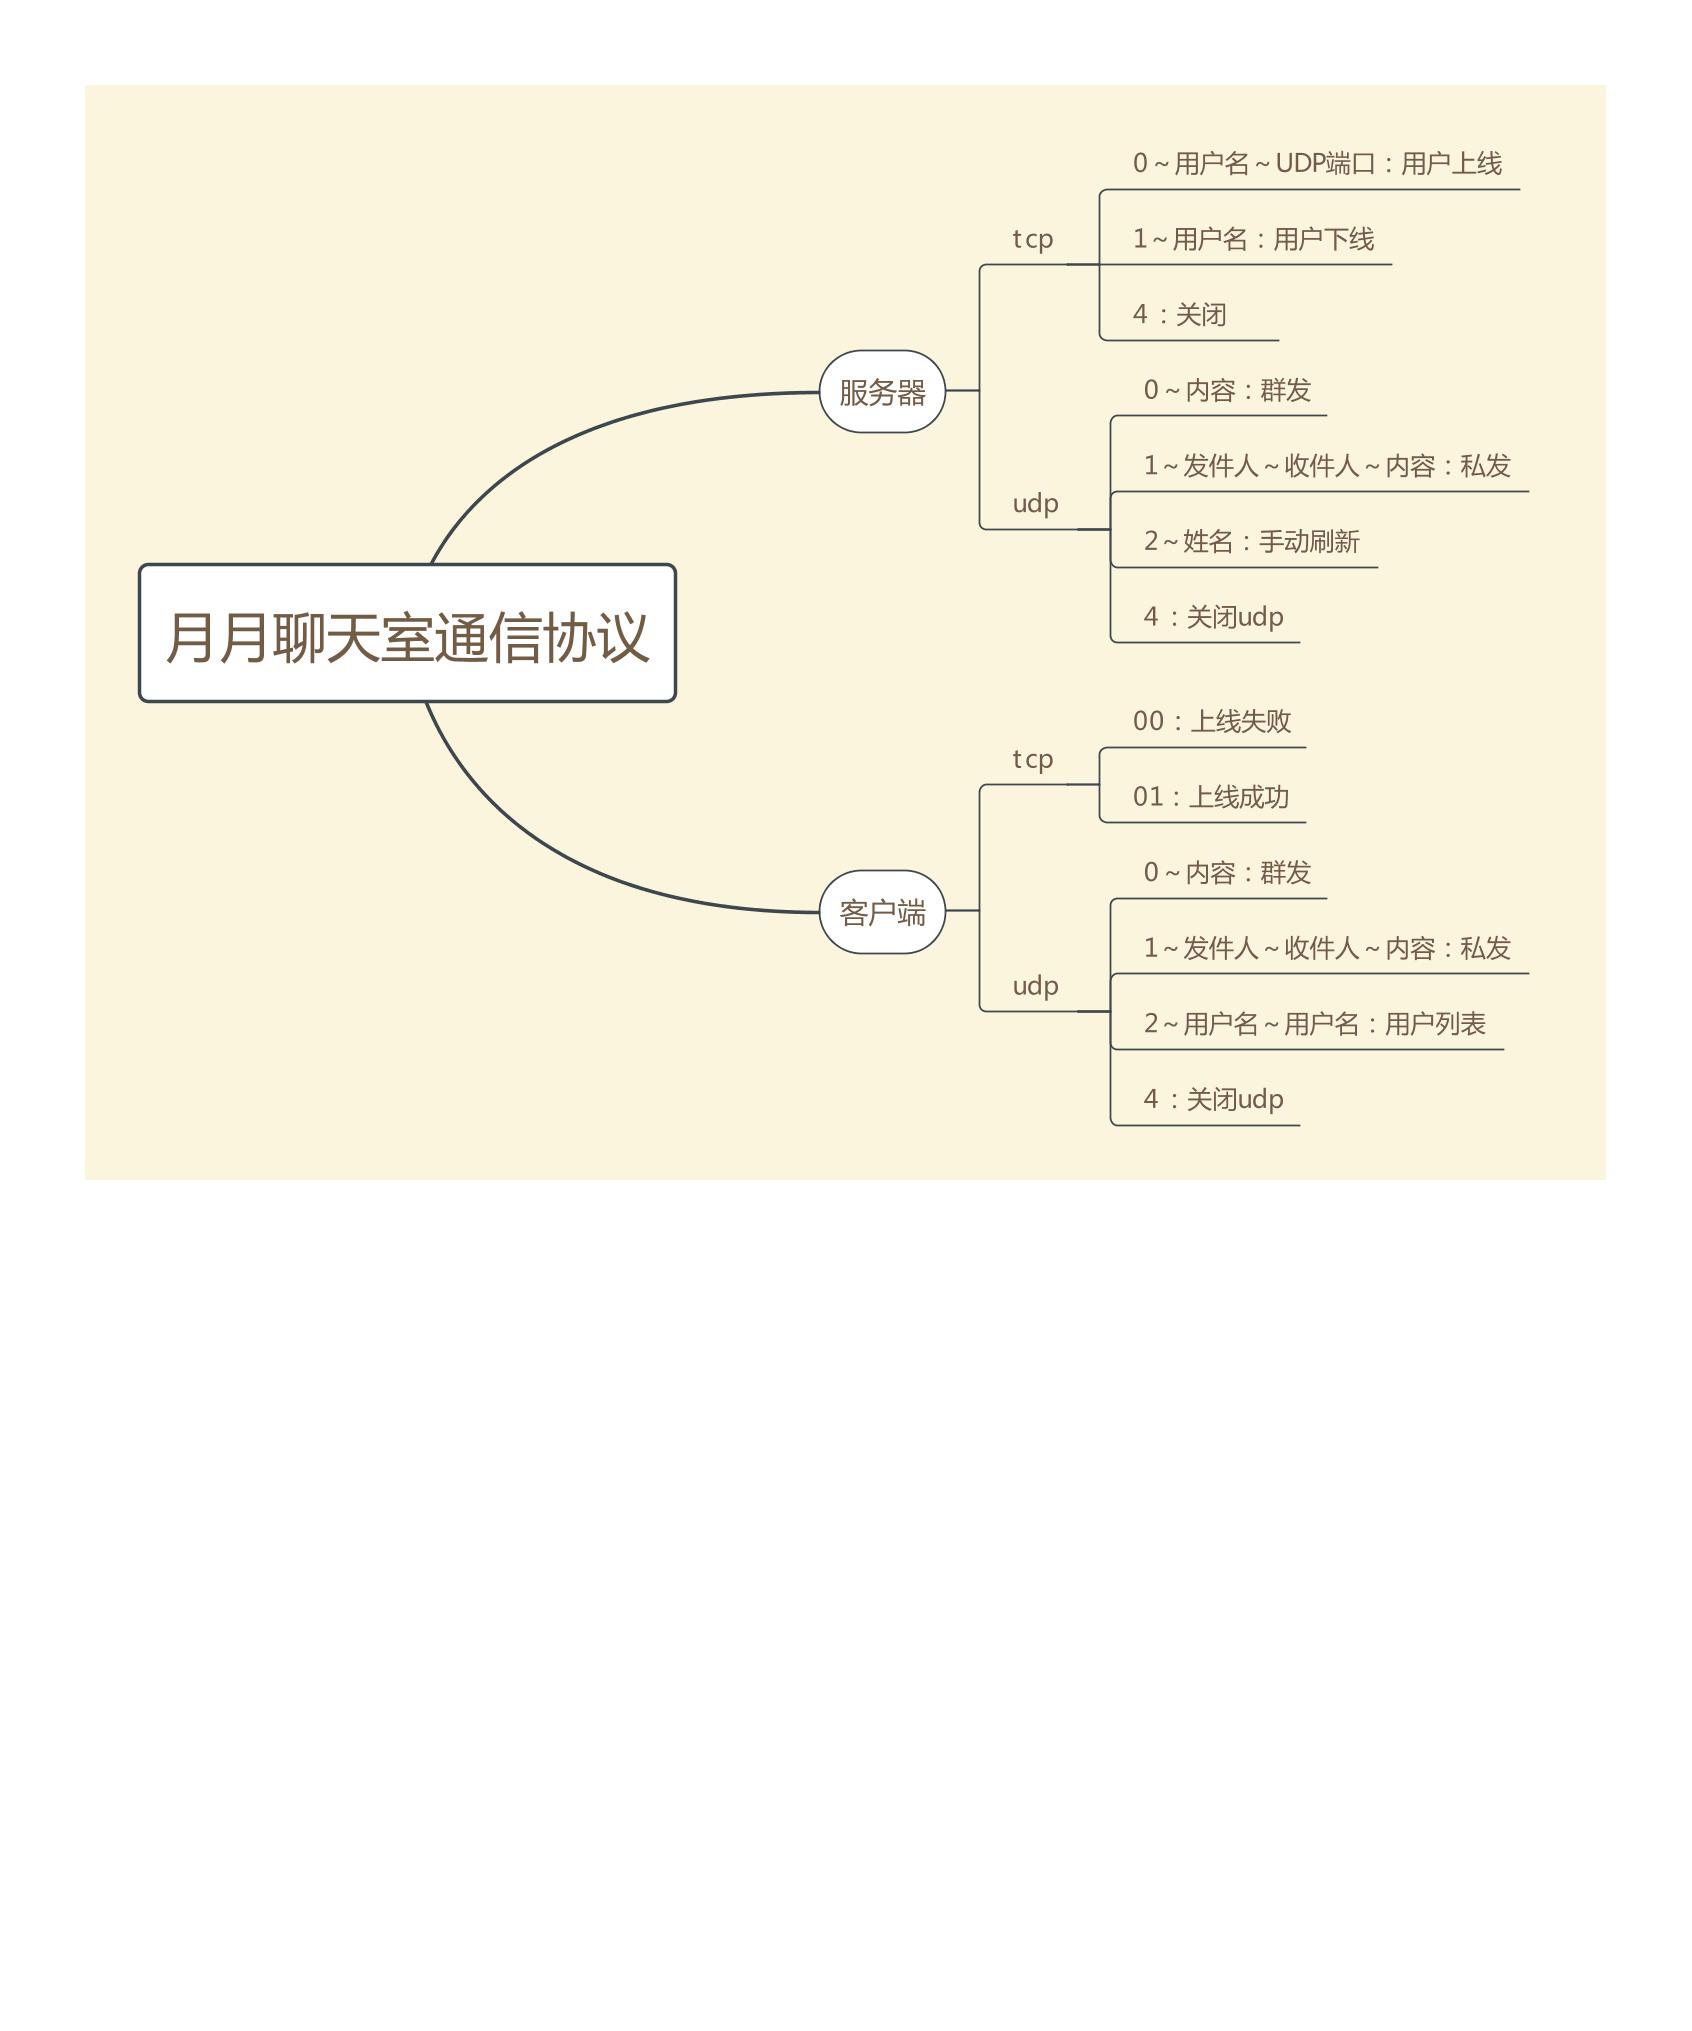 月月聊天室通信协议
服务器
tcp
0～用户名～UDP端口：用户上线
1～用户名：用户下线
4：关闭
udp
0～内容：群发
1～发件人～收件人～内容：私发
2～姓名：手动刷新
4：关闭udp
客户端
tcp
00：上线失败
01：上线成功
udp
0～内容：群发
1～发件人～收件人～内容：私发
2～用户名～用户名：用户列表
4：关闭udp